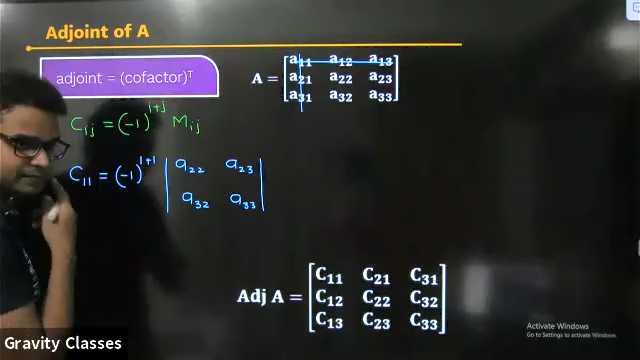 Adjoint of A
adjoint = (cofactor)ᵀ
A = [a₁₁ a₁₂ a₁₃
a₂₁ a₂₂ a₂₃
a₃₁ a₃₂ a₃₃]
Cᵢⱼ = (-1)ⁱ⁺ʲ Mᵢⱼ
C₁₁ = (-1)¹⁺¹ | a₂₂ a₂₃
a₃₂ a₃₃ |
Adj A = [C₁₁ C₂₁ C₃₁
C₁₂ C₂₂ C₃₂
C₁₃ C₂₃ C₃₃]
Activate Windows
Go to Settings to activate Windows.
Gravity Classes